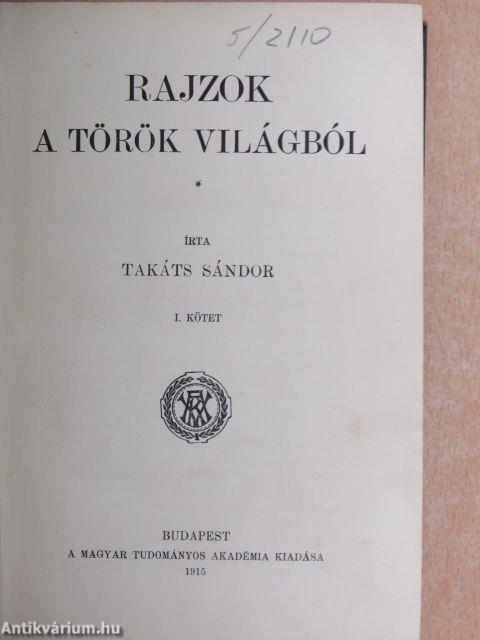 5/2110
RAJZOK
A TÖRÖK VILÁGBÓL
*
ÍRTA
TAKÁTS SÁNDOR
I. KÖTET
BUDAPEST
A MAGYAR TUDOMÁNYOS AKADÉMIA KIADÁSA
1915
Antikvárium.hu